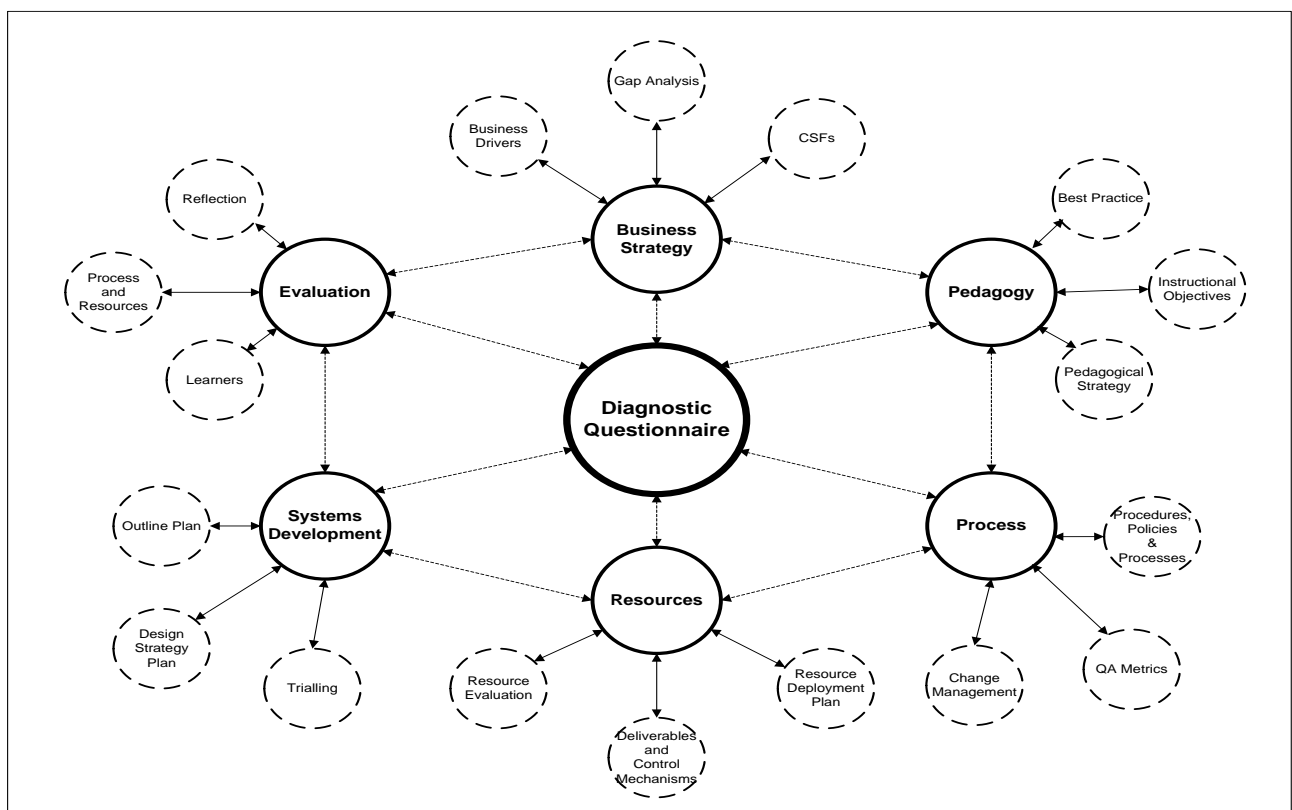 Gap Analysis
Business
Drivers
CSFs
Reflection
Best Practice
Business
Strategy
Process
and
Resources
Evaluation
Pedagogy
Instructional
Objectives
Learners
Pedagogical
Strategy
Diagnostic
Questionnaire
Outline Plan
Systems
Development
Process
Procedures,
Policies
&
Processes
Resources
Design
Strategy
Plan
Trialling
Resource
Evaluation
Deliverables
and
Control
Mechanisms
Resource
Deployment
Plan
Change
Management
QA Metrics